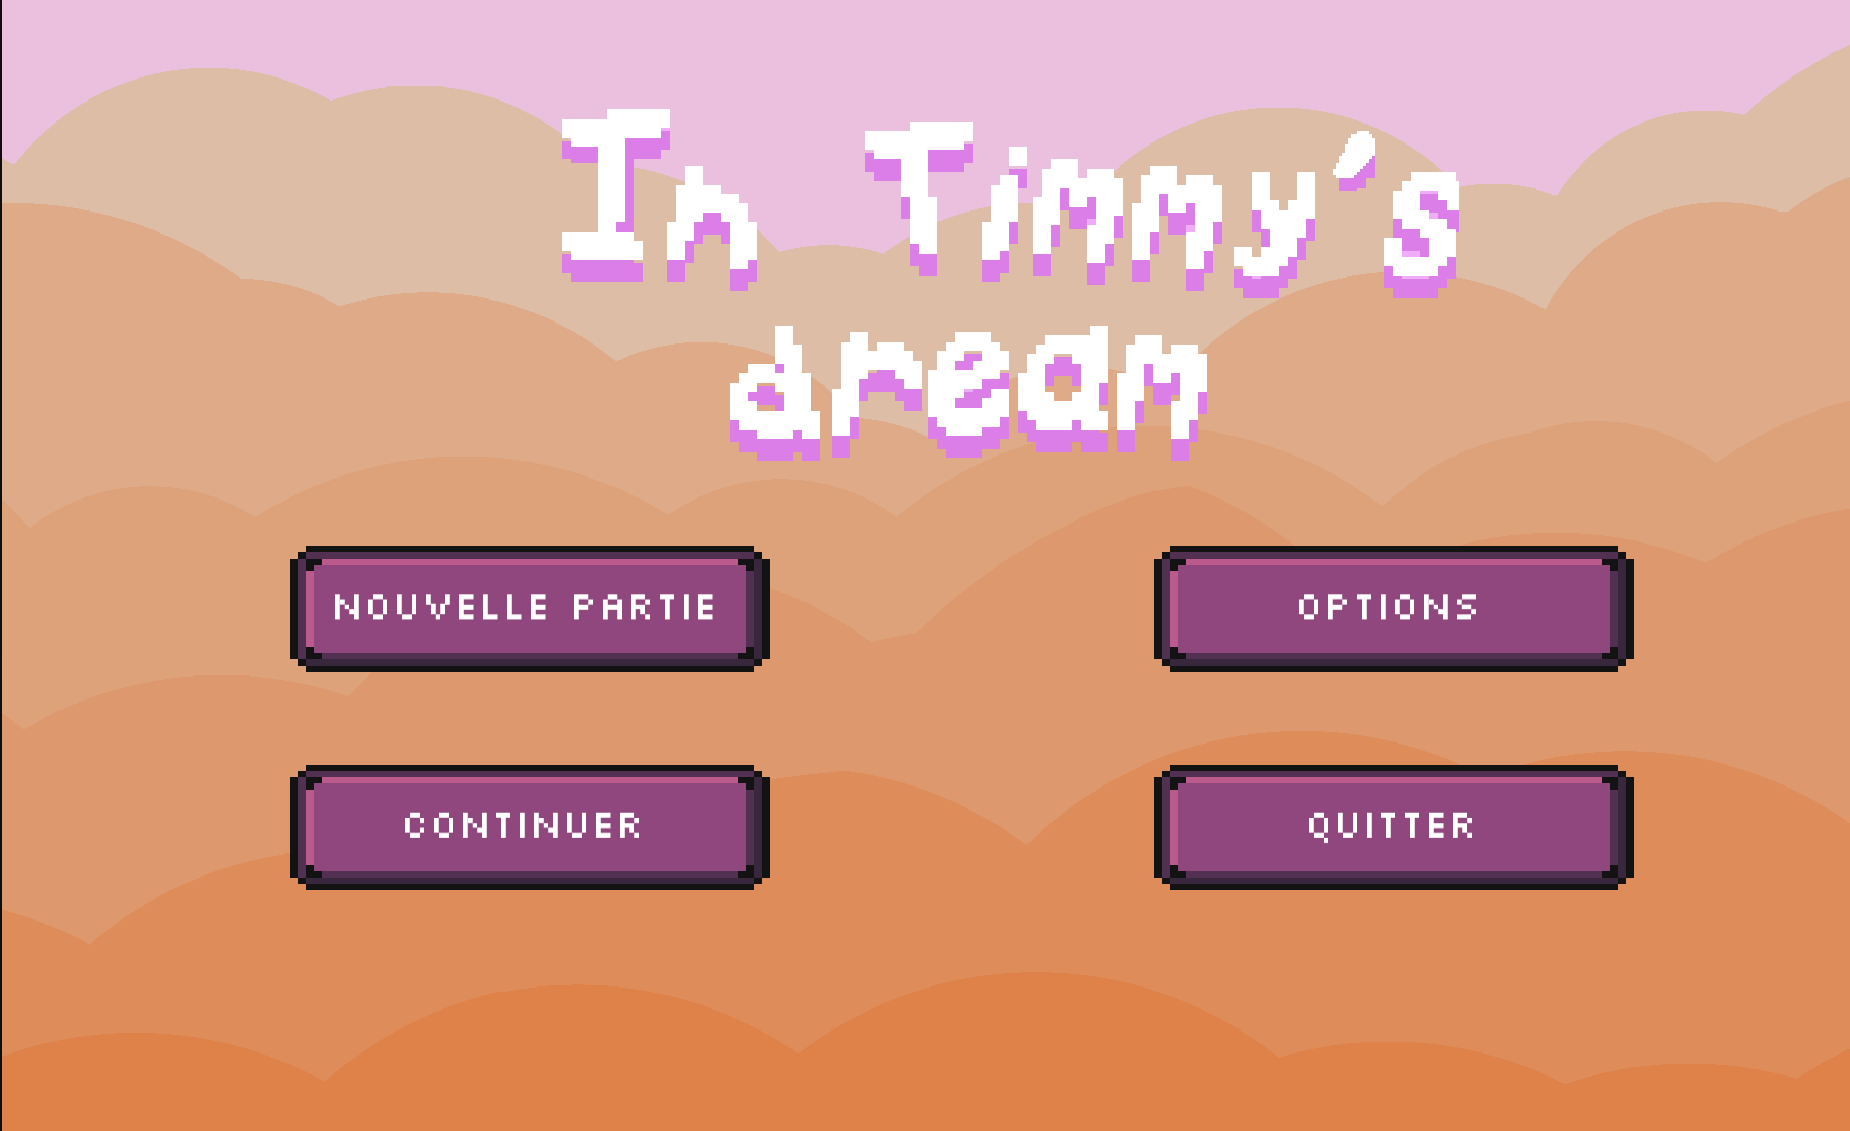 In Timmy's
dream
NOUVELLE PARTIE
OPTIONS
CONTINUER
QUITTER